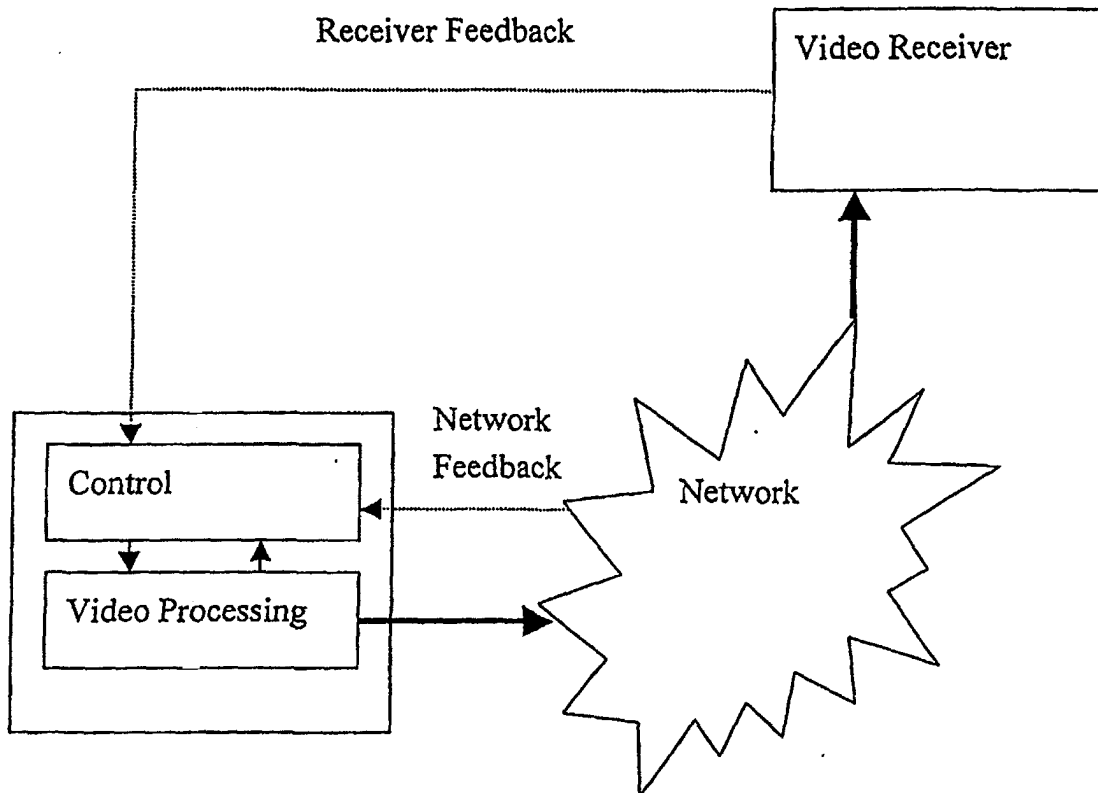 Receiver Feedback
Video Receiver
Network
Feedback
Control
Network
Video Processing